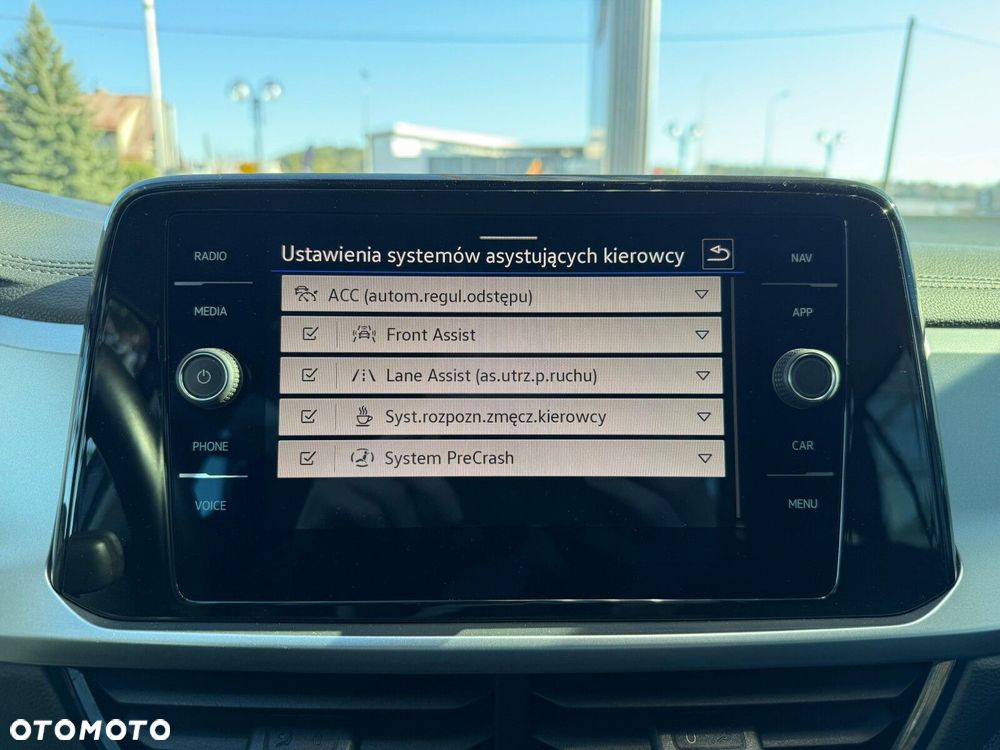 Ustawienia systemów asystujących kierowcy
RADIO
MEDIA
PHONE
VOICE
ACC (autom.regul.odstępu)
Front Assist
Lane Assist (as.utrz.p.ruchu)
Syst.rozpozn.zmęcz.kierowcy
System PreCrash
NAV
APP
CAR
MENU
OTOMOTO